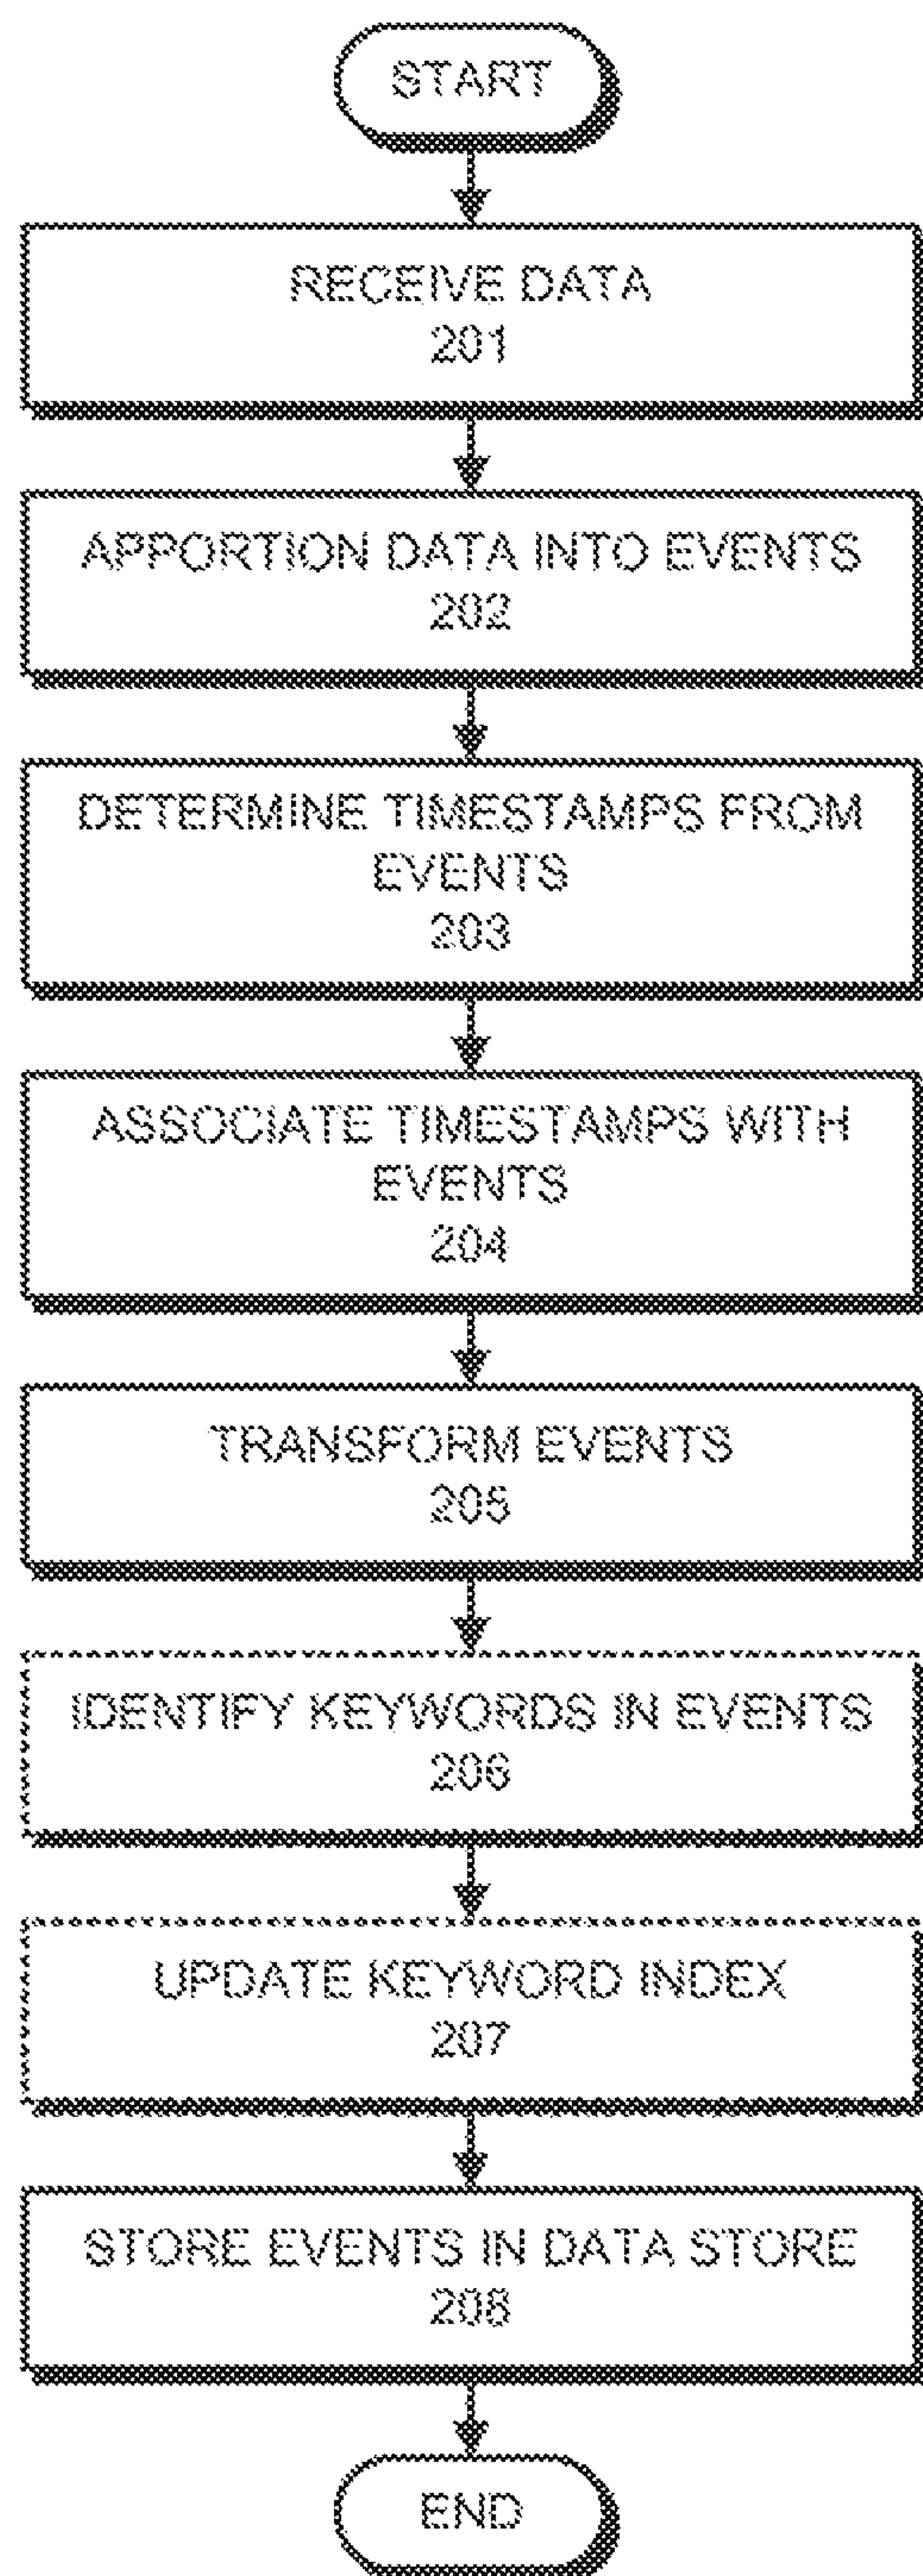 START
RECEIVE DATA
201
APPORTION DATA INTO EVENTS
202
DETERMINE TIMESTAMPS FROM
EVENTS
203
ASSOCIATE TIMESTAMPS WITH
EVENTS
204
TRANSFORM EVENTS
205
IDENTIFY KEYWORDS IN EVENTS
206
UPDATE KEYWORD INDEX
207
STORE EVENTS IN DATA STORE
208
END